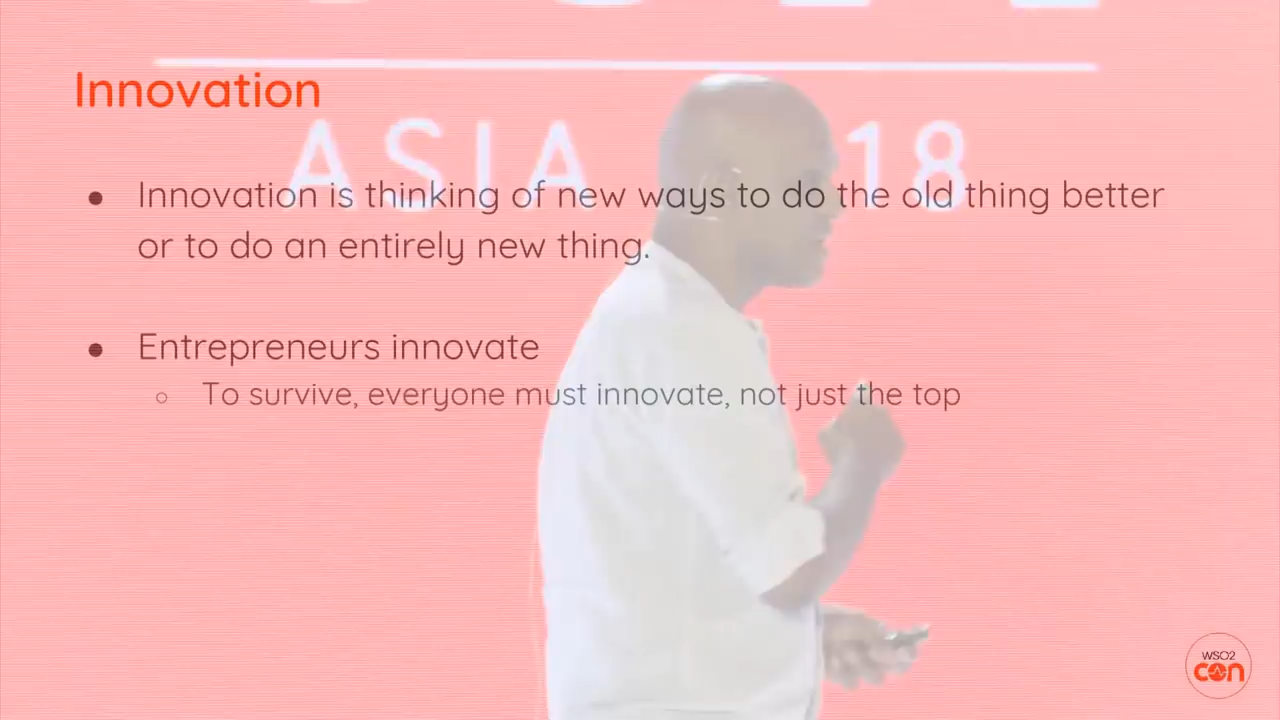 Innovation
ASIA 18
● Innovation is thinking of new ways to do the old thing better
or to do an entirely new thing.
● Entrepreneurs innovate
○ To survive, everyone must innovate, not just the top
WSO2
con